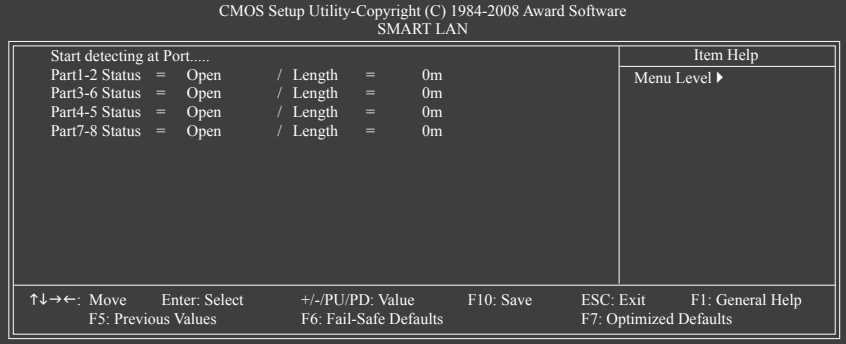 CMOS Setup Utility-Copyright (C) 1984-2008 Award Software
SMART LAN
Start detecting at Port.....
Part1-2 Status = Open / Length = 0m
Part3-6 Status = Open / Length = 0m
Part4-5 Status = Open / Length = 0m
Part7-8 Status = Open / Length = 0m
Item Help
Menu Level ▶
↑↓→←: Move Enter: Select +/-/PU/PD: Value F10: Save ESC: Exit F1: General Help
F5: Previous Values F6: Fail-Safe Defaults F7: Optimized Defaults